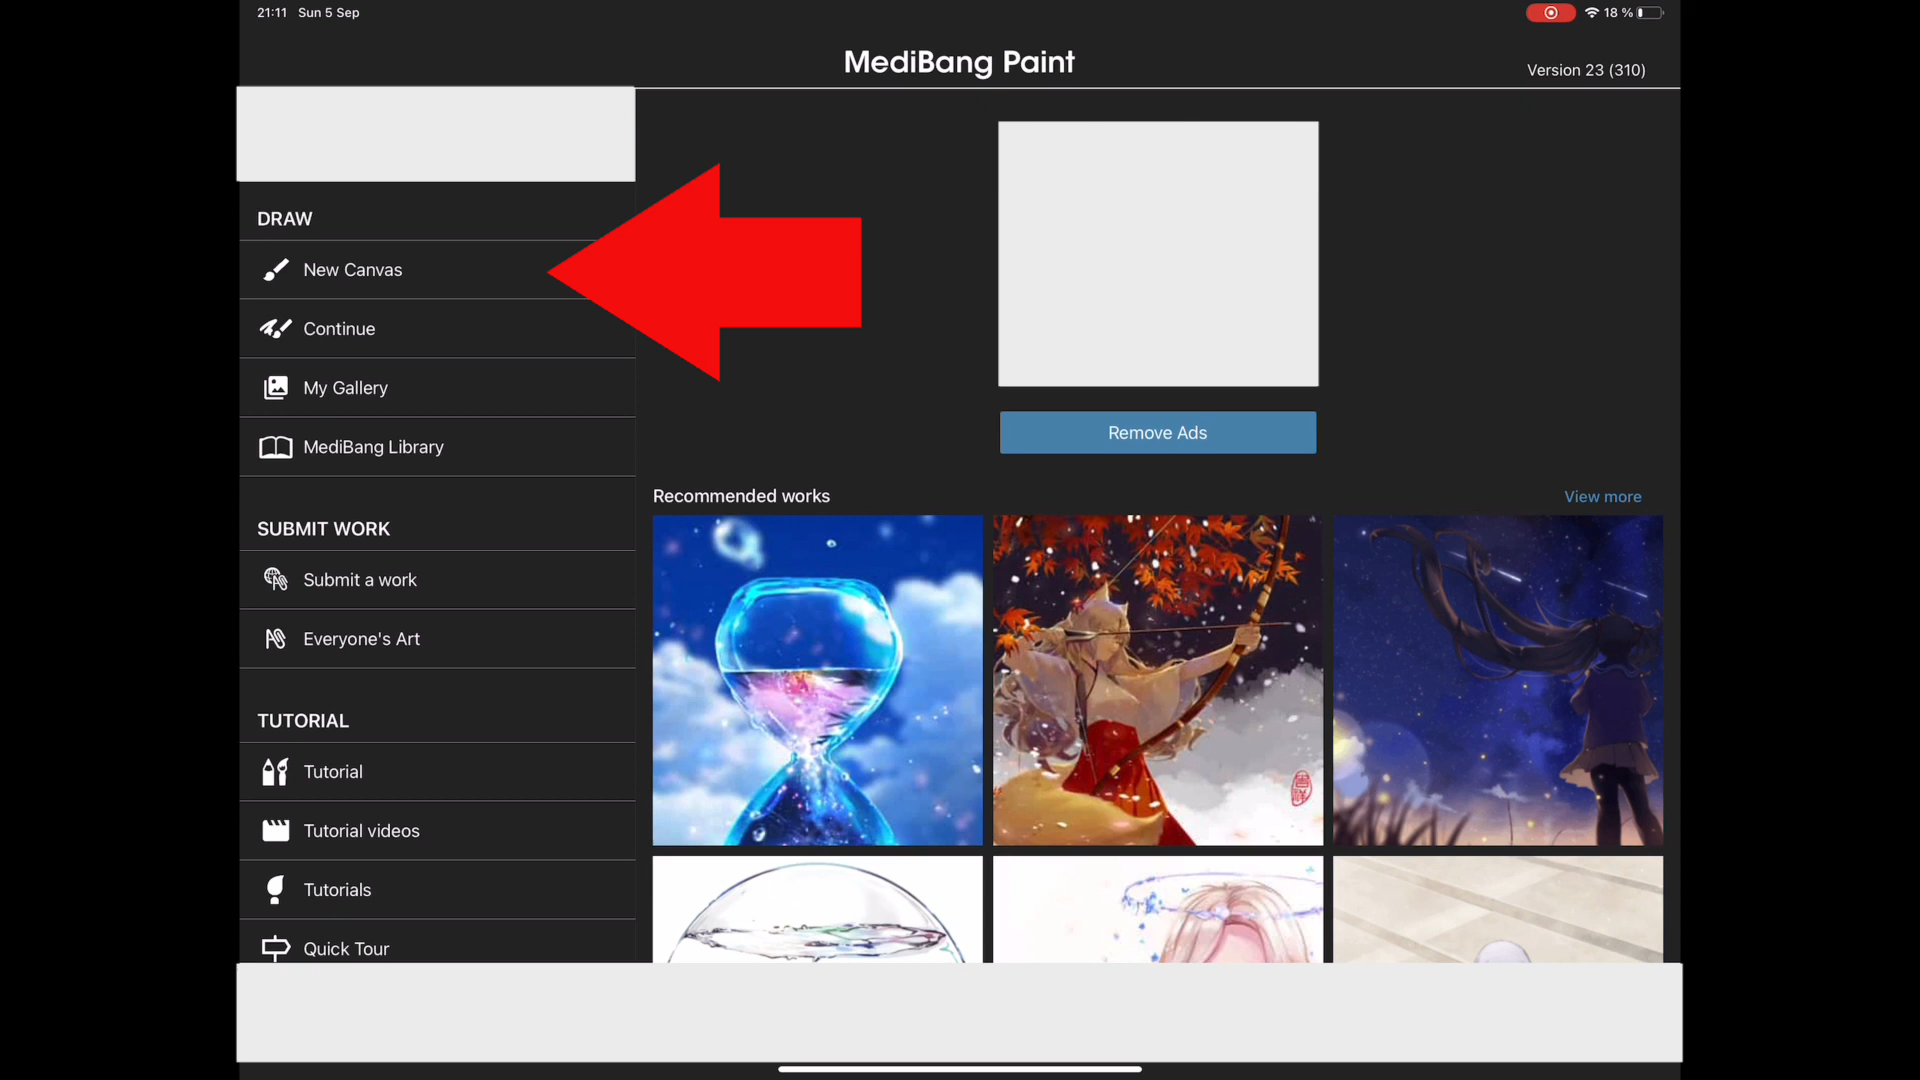 21:11 Sun 5 Sep
18 %
MediBang Paint
Version 23 (310)
DRAW
New Canvas
Continue
My Gallery
MediBang Library
SUBMIT WORK
Submit a work
Everyone's Art
TUTORIAL
Tutorial
Tutorial videos
Tutorials
Quick Tour
Remove Ads
Recommended works
View more